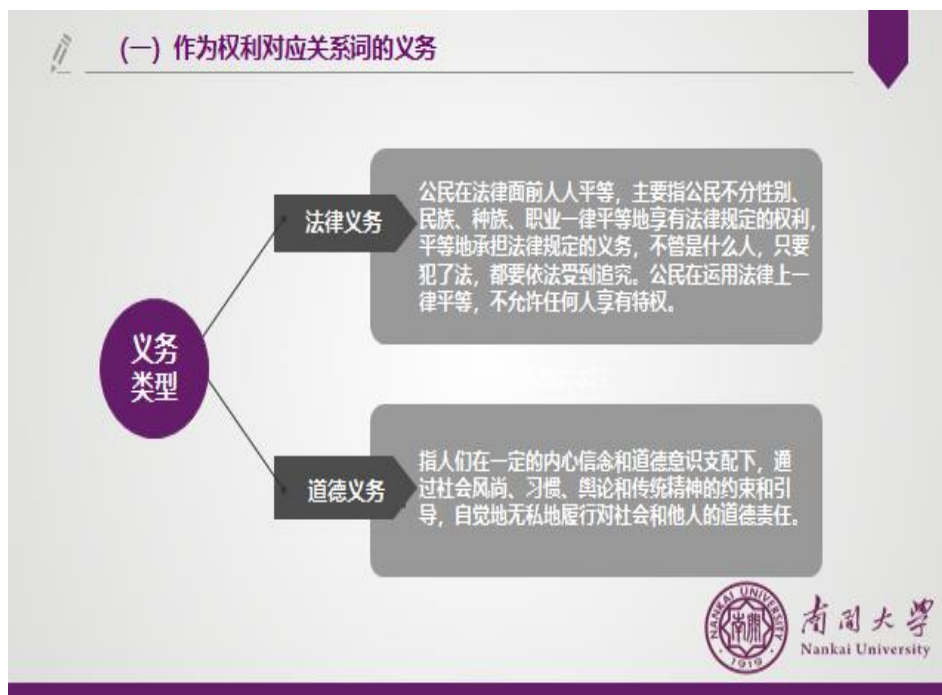 (一) 作为权利对应关系词的义务
公民在法律面前人人平等，主要指公民不分性别、
民族、种族、职业一律平等地享有法律规定的权利，
平等地承担法律规定的义务，不管是什么人，只要
犯了法，都要依法受到追究。公民在运用法律上一
律平等，不允许任何人享有特权。
法律义务
义务
类型
道德义务
指人们在一定的内心信念和道德意识支配下，通
过社会风尚、习惯、舆论和传统精神的约束和引
导，自觉地无私地履行对社会和他人的道德责任。
NANKAI UNIVERSITY
南開
1919
南開大學
Nankai University